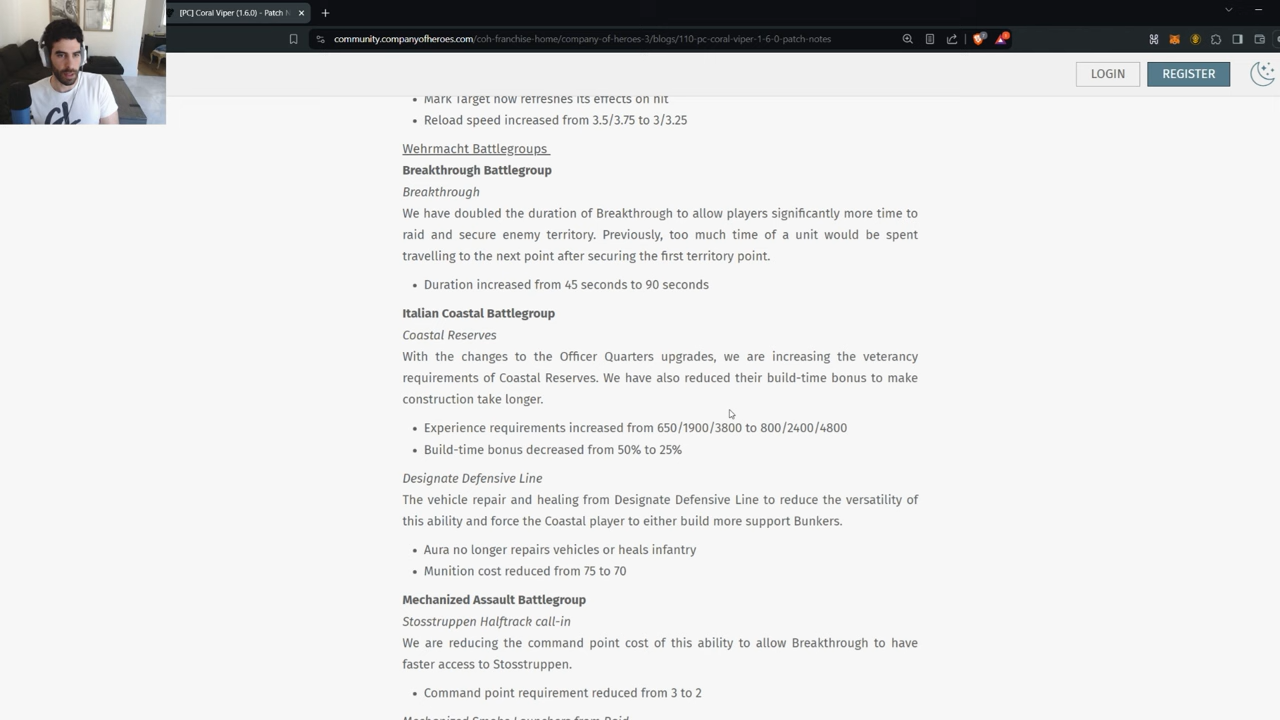 [PC] Coral Viper (1.6.0) - Patch N
community.companyofheroes.com/coh-franchise-home/company-of-heroes-3/blogs/110-pc-coral-viper-1-6-0-patch-notes
LOGIN
REGISTER
Mark Target now refreshes its effects on hit
Reload speed increased from 3.5/3.75 to 3/3.25
Wehrmacht Battlegroups
Breakthrough Battlegroup
Breakthrough
We have doubled the duration of Breakthrough to allow players significantly more time to
raid and secure enemy territory. Previously, too much time of a unit would be spent
travelling to the next point after securing the first territory point.
Duration increased from 45 seconds to 90 seconds
Italian Coastal Battlegroup
Coastal Reserves
With the changes to the Officer Quarters upgrades, we are increasing the veterancy
requirements of Coastal Reserves. We have also reduced their build-time bonus to make
construction take longer.
Experience requirements increased from 650/1900/3800 to 800/2400/4800
Build-time bonus decreased from 50% to 25%
Designate Defensive Line
The vehicle repair and healing from Designate Defensive Line to reduce the versatility of
this ability and force the Coastal player to either build more support Bunkers.
Aura no longer repairs vehicles or heals infantry
Munition cost reduced from 75 to 70
Mechanized Assault Battlegroup
Stosstruppen Halftrack call-in
We are reducing the command point cost of this ability to allow Breakthrough to have
faster access to Stosstruppen.
Command point requirement reduced from 3 to 2
Mechanized Smoke Launchers from Raid